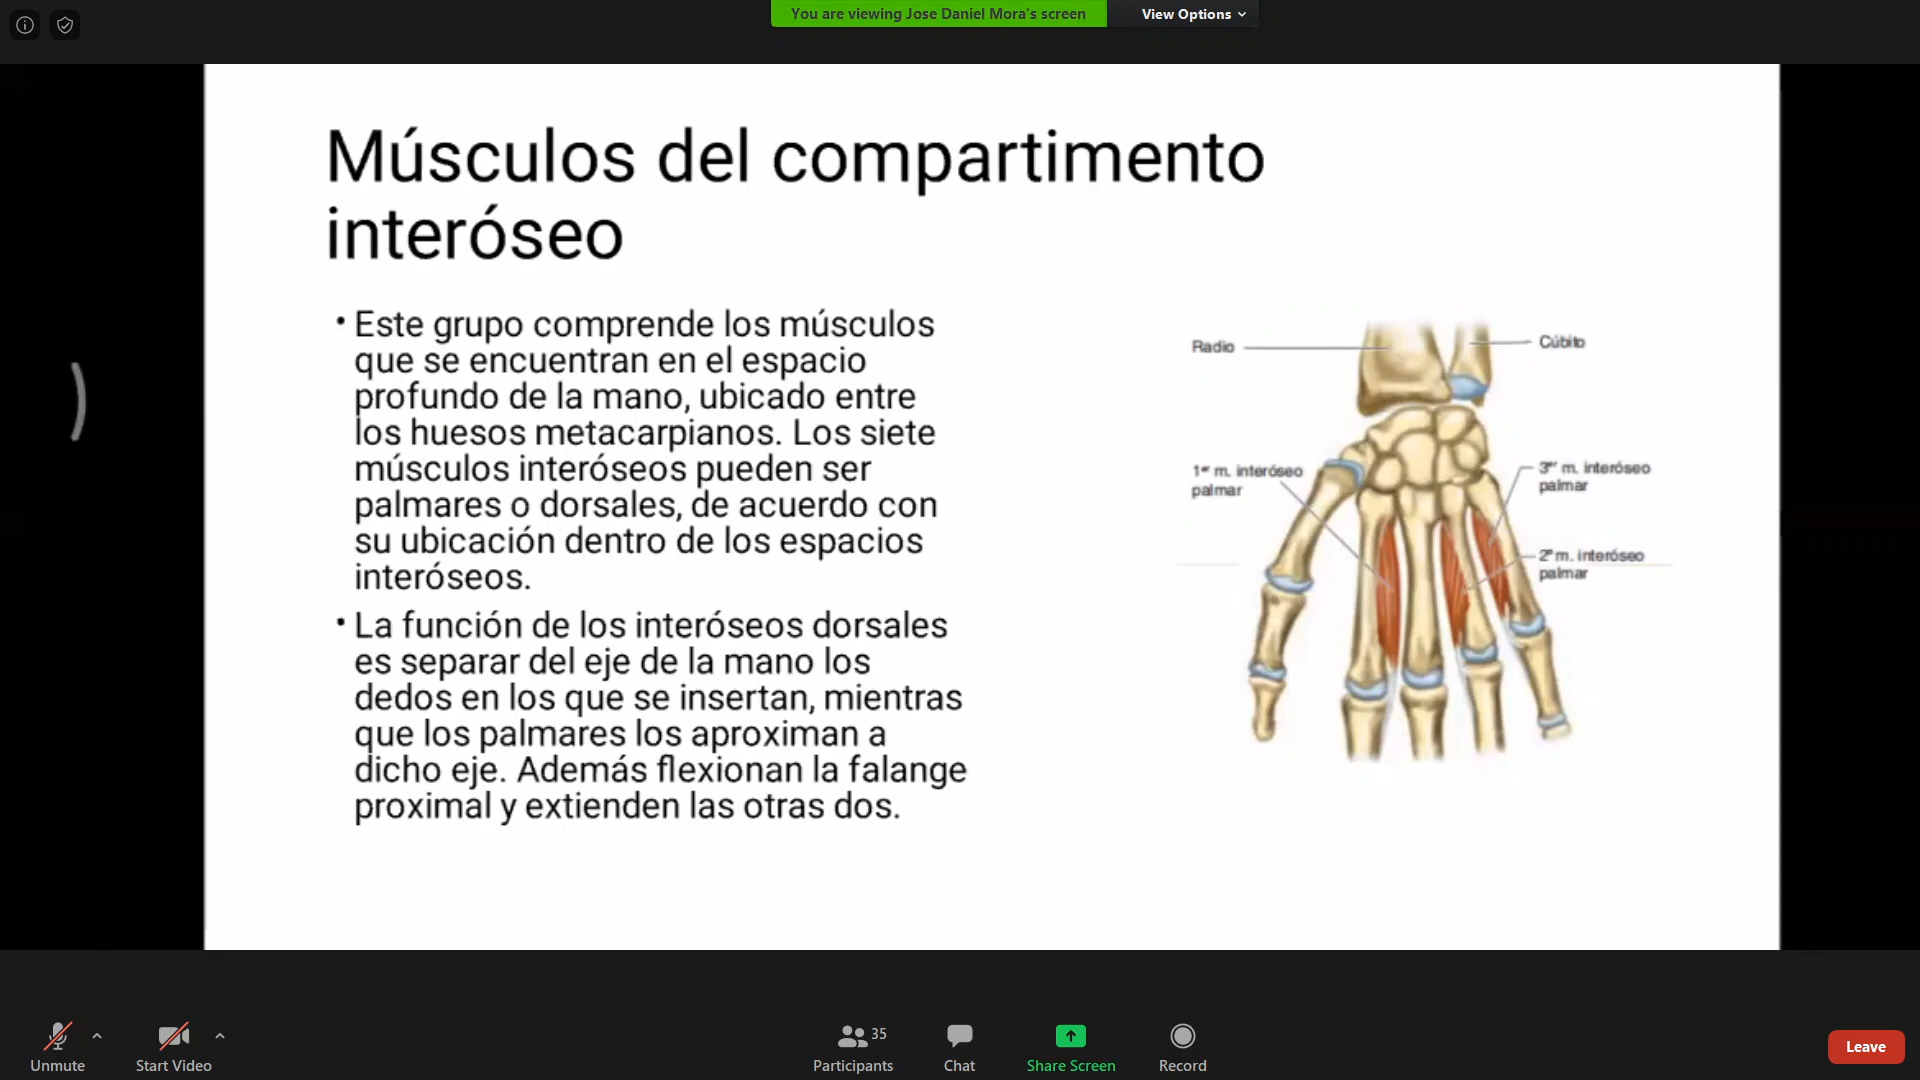 You are viewing Jose Daniel Mora's screen
View Options
Músculos del compartimento
interóseo
• Este grupo comprende los músculos
que se encuentran en el espacio
profundo de la mano, ubicado entre
los huesos metacarpianos. Los siete
músculos interóseos pueden ser
palmares o dorsales, de acuerdo con
su ubicación dentro de los espacios
interóseos.
• La función de los interóseos dorsales
es separar del eje de la mano los
dedos en los que se insertan, mientras
que los palmares los aproximan a
dicho eje. Además flexionan la falange
proximal y extienden las otras dos.
Radio
Cúbito
1er m. interóseo
palmar
3er m. interóseo
palmar
2º m. interóseo
palmar
Unmute
Start Video
35
Participants
Chat
Share Screen
Record
Leave